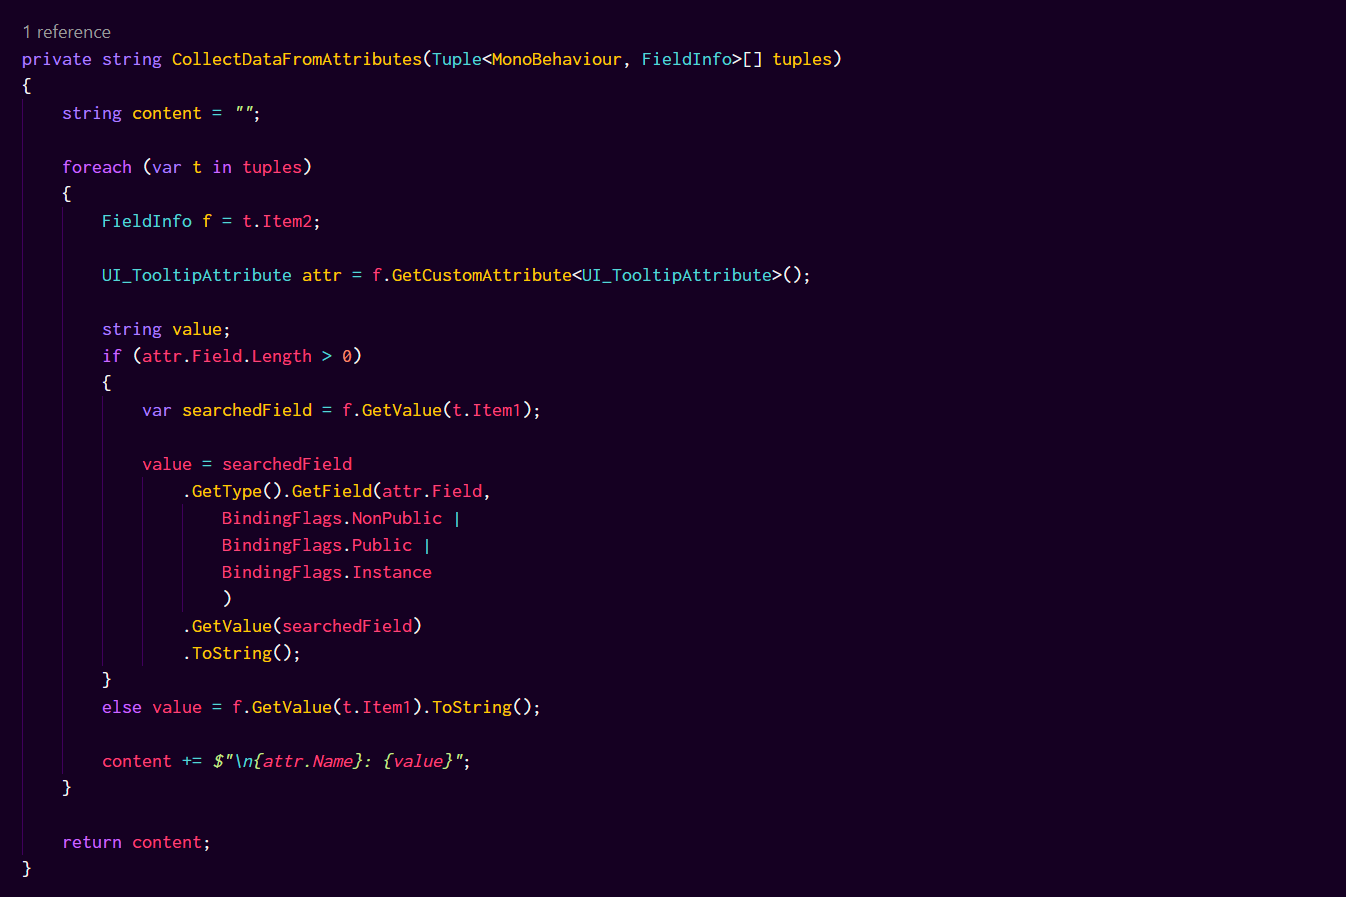 1 reference
private string CollectDataFromAttributes(Tuple<MonoBehaviour, FieldInfo>[] tuples)
{
string content = "";
foreach (var t in tuples)
{
FieldInfo f = t.Item2;
UI_TooltipAttribute attr = f.GetCustomAttribute<UI_TooltipAttribute>();
string value;
if (attr.Field.Length > 0)
{
var searchedField = f.GetValue(t.Item1);
value = searchedField
.GetType().GetField(attr.Field,
BindingFlags.NonPublic |
BindingFlags.Public |
BindingFlags.Instance
)
.GetValue(searchedField)
.ToString();
}
else value = f.GetValue(t.Item1).ToString();
content += $"\n{attr.Name}: {value}";
}
return content;
}